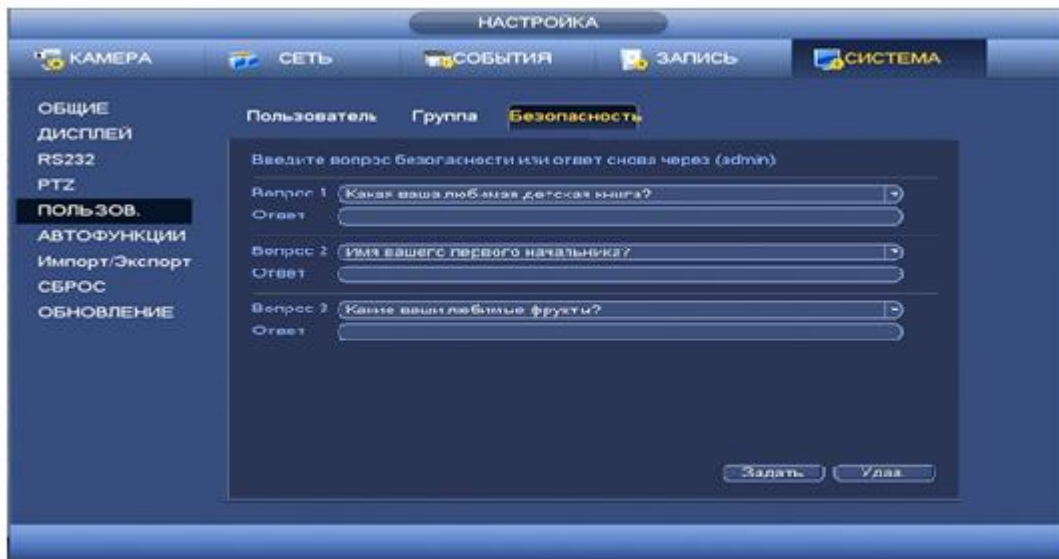 НАСТРОЙКА
КАМЕРА СЕТЬ СОБЫТИЯ ЗАПИСЬ СИСТЕМА
ОБЩИЕ
ДИСПЛЕЙ
RS232
PTZ
ПОЛЬЗОВ.
АВТОФУНКЦИИ
Импорт/Экспорт
СБРОС
ОБНОВЛЕНИЕ
Пользователь Группа Безопасность
Введите вопрос безопасности или ответ снова через (admin)
Вопрос 1 Какая ваша любимая детская книга?
Ответ
Вопрос 2 Имя вашего первого начальника?
Ответ
Вопрос 3 Какие ваши любимые фрукты?
Ответ
Задать Удал.